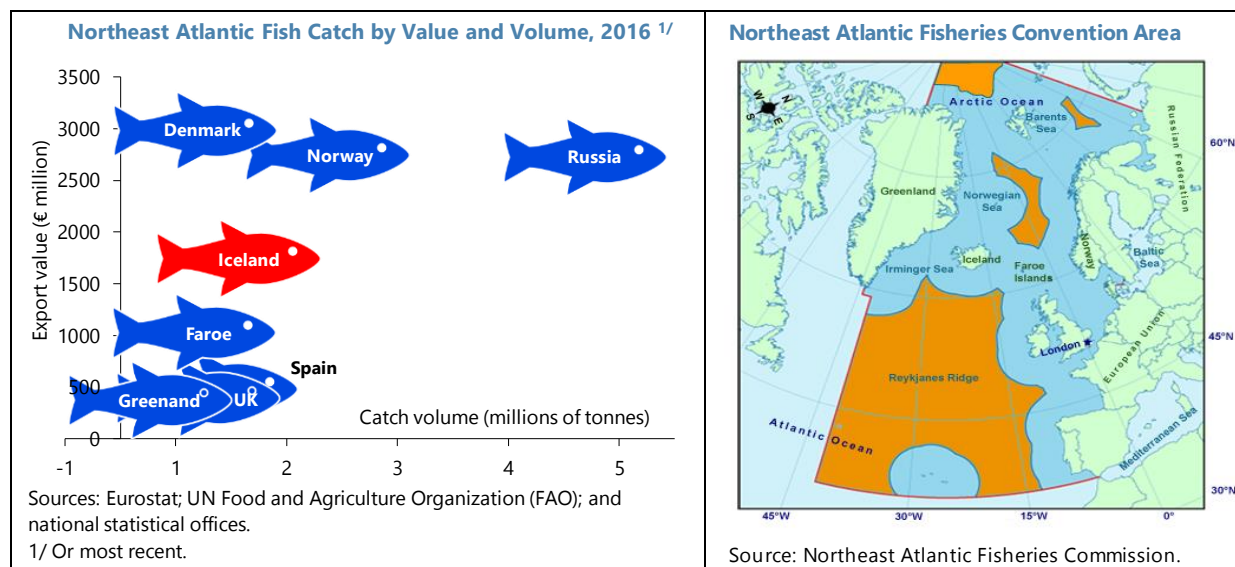 Northeast Atlantic Fish Catch by Value and Volume, 2016 1/
Export value (€ million)
3500
3000
2500
2000
1500
1000
500
0
Denmark
Norway
Russia
Iceland
Faroe
Spain
Greenand
UK
Catch volume (millions of tonnes)
-1
1
2
3
4
5
Sources: Eurostat; UN Food and Agriculture Organization (FAO); and
national statistical offices.
1/ Or most recent.
Northeast Atlantic Fisheries Convention Area
N
W
E
S
Arctic Ocean
Barents
Sea
Russian Federation
60°N
Greenland
Norwegian
Sea
Norway
Baltic
Sea
Iceland
Irminger Sea
Faroe
Islands
European Union
45°N
London
Reykjanes Ridge
Atlantic Ocean
Mediterranean Sea
30°N
45°W
30°W
15°W
0°
Source: Northeast Atlantic Fisheries Commission.